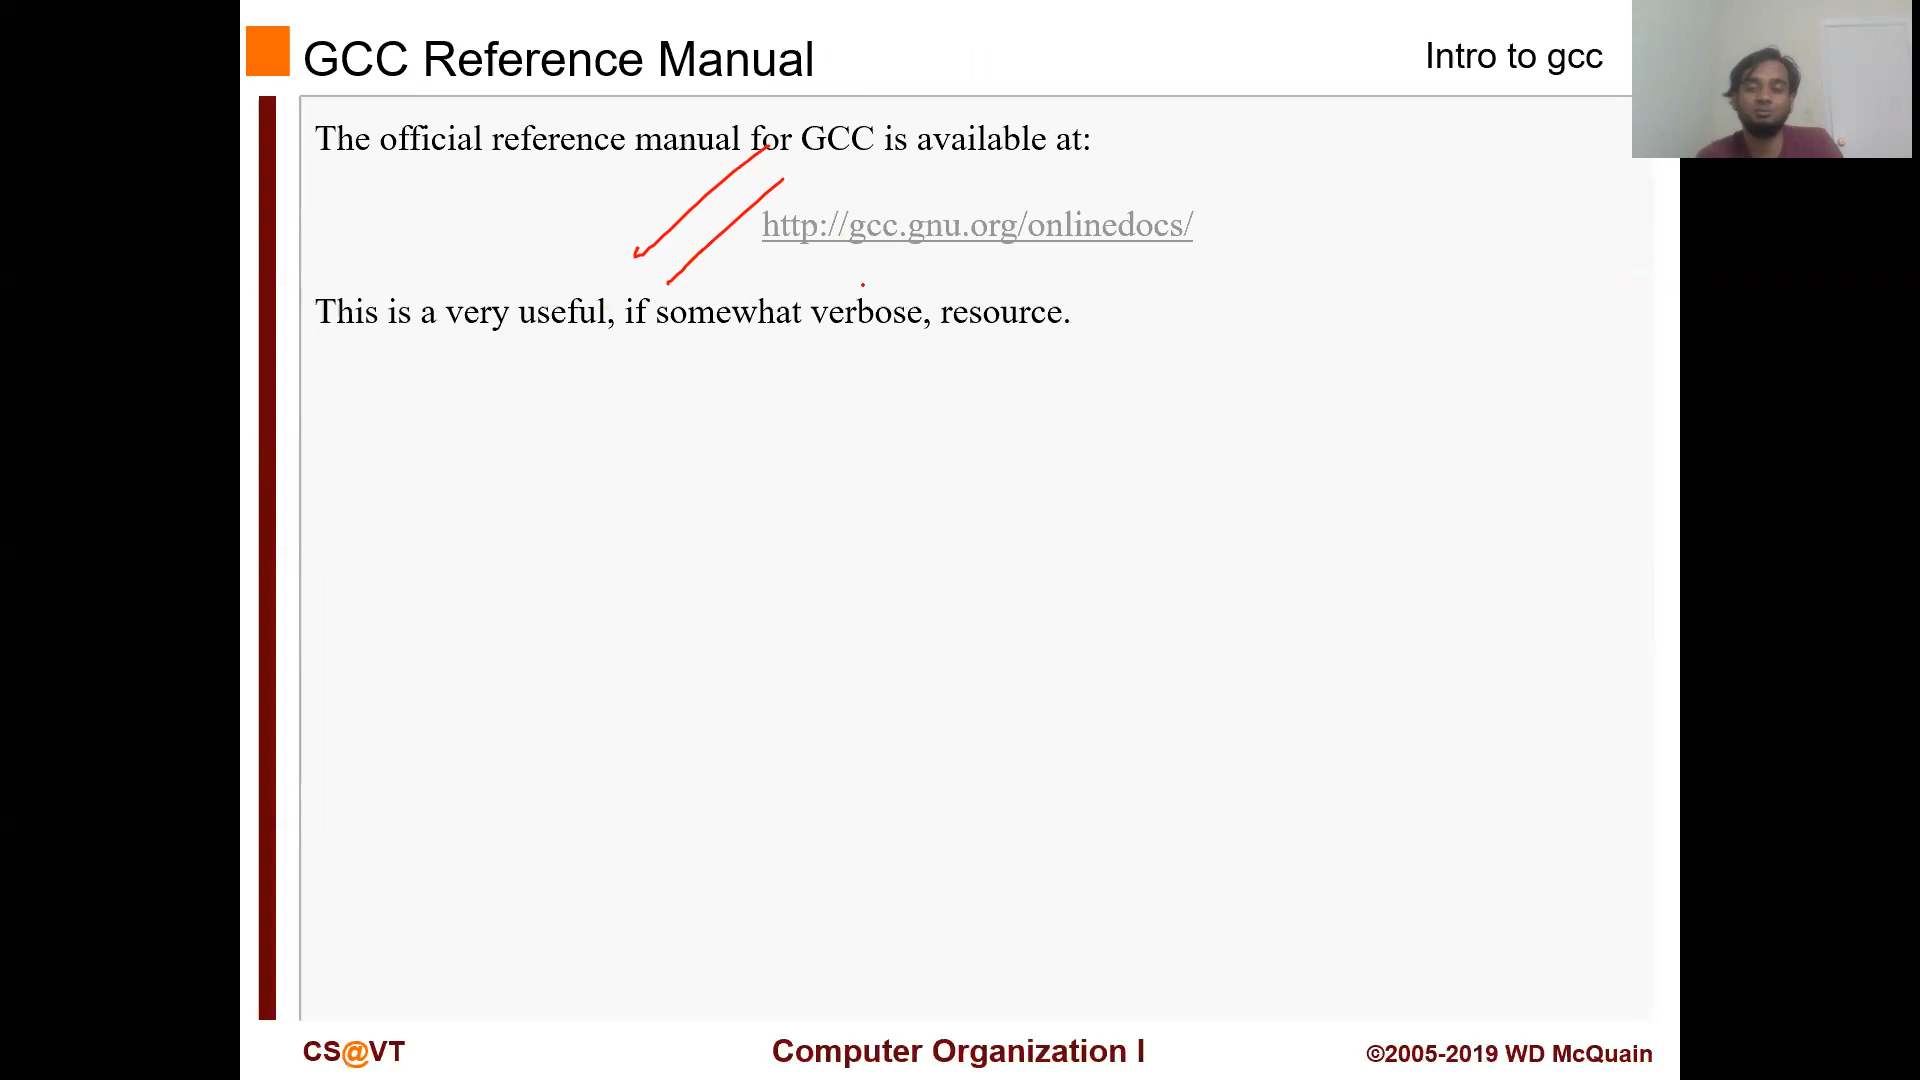 GCC Reference Manual
Intro to gcc
The official reference manual for GCC is available at:
http://gcc.gnu.org/onlinedocs/
This is a very useful, if somewhat verbose, resource.
CS@VT
Computer Organization I
©2005-2019 WD McQuain